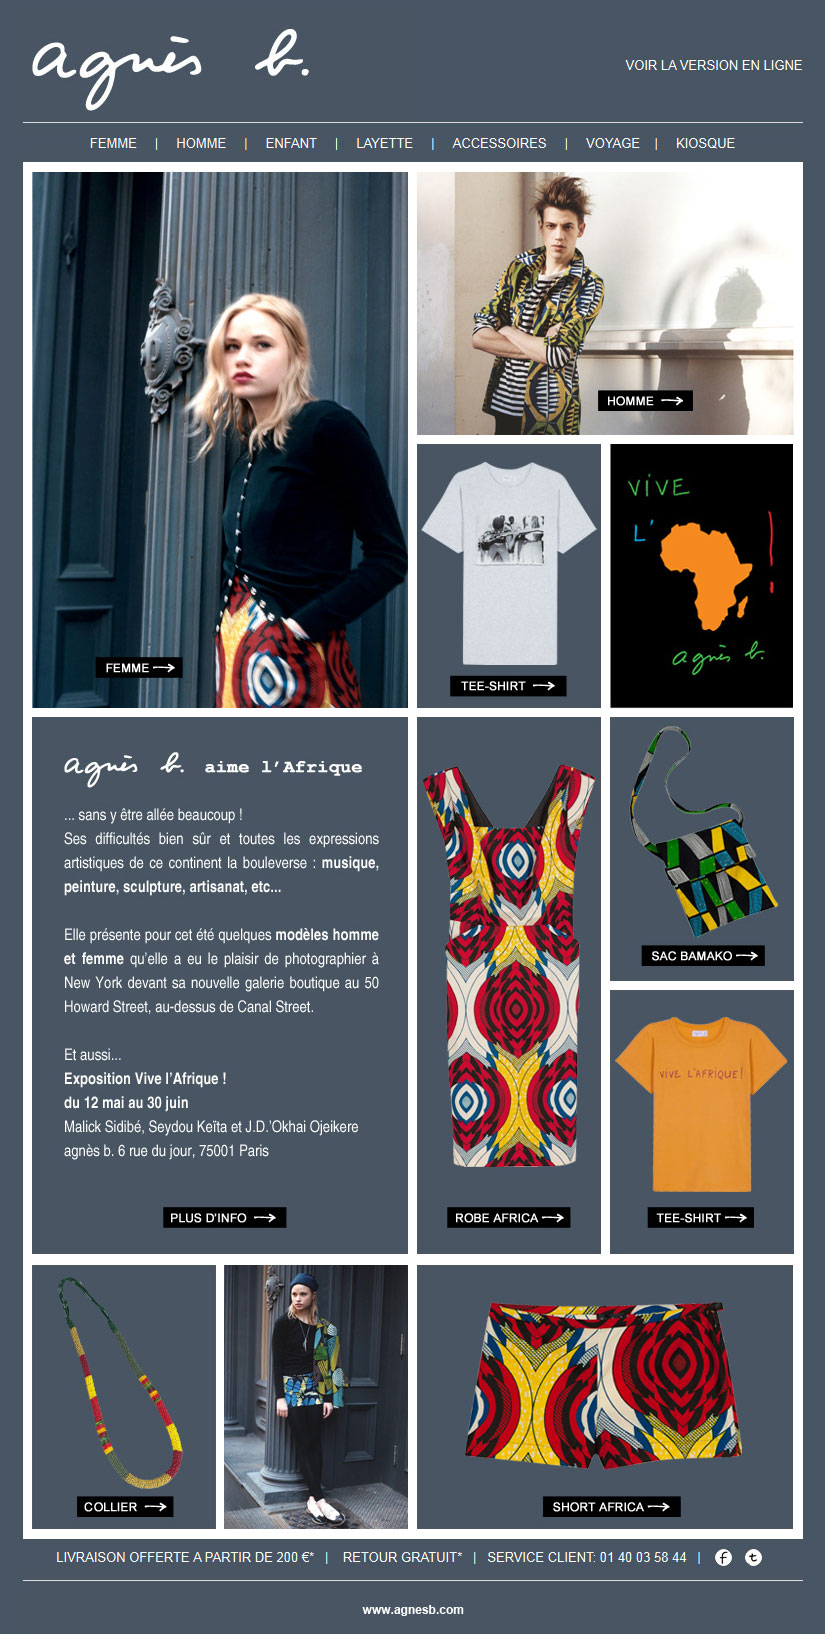 agnès b.
VOIR LA VERSION EN LIGNE
FEMME | HOMME | ENFANT | LAYETTE | ACCESSOIRES | VOYAGE | KIOSQUE
HOMME
FEMME
TEE-SHIRT
VIVE
L'
!
agnès b.
agnès b. aime l'Afrique
... sans y être allée beaucoup !
Ses difficultés bien sûr et toutes les expressions
artistiques de ce continent la bouleverse : musique,
peinture, sculpture, artisanat, etc...
Elle présente pour cet été quelques modèles homme
et femme qu'elle a eu le plaisir de photographier à
New York devant sa nouvelle galerie boutique au 50
Howard Street, au-dessus de Canal Street.
Et aussi...
Exposition Vive l'Afrique !
du 12 mai au 30 juin
Malick Sidibé, Seydou Keïta et J.D.'Okhai Ojeikere
agnès b. 6 rue du jour, 75001 Paris
PLUS D'INFO
ROBE AFRICA
SAC BAMAKO
VIVE L'AFRIQUE!
TEE-SHIRT
COLLIER
SHORT AFRICA
LIVRAISON OFFERTE A PARTIR DE 200 €* | RETOUR GRATUIT* | SERVICE CLIENT: 01 40 03 58 44 | f t
www.agnesb.com